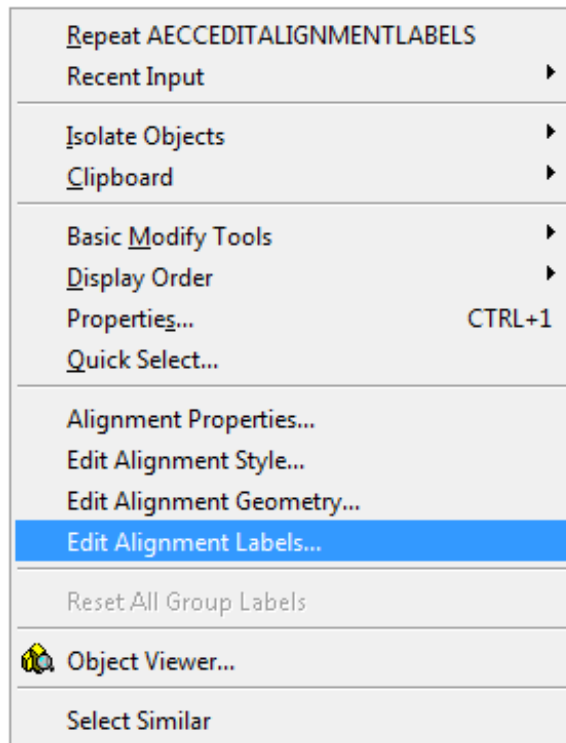 Repeat AECCEDITALIGNMENTLABELS
Recent Input
Isolate Objects
Clipboard
Basic Modify Tools
Display Order
Properties... CTRL+1
Quick Select...
Alignment Properties...
Edit Alignment Style...
Edit Alignment Geometry...
Edit Alignment Labels...
Reset All Group Labels
Object Viewer...
Select Similar